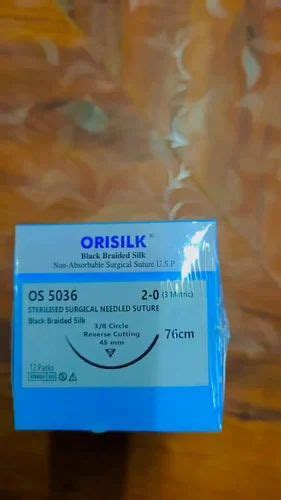 ORISILK®
Black Braided Silk
Non-Absorbable Surgical Suture U.S.P
OS 5036 2-0 (3 Metric)
STERILISED SURGICAL NEEDLED SUTURE
Black Braided Silk
3/8 Circle
Reverse Cutting
45 mm
76cm
12 Packs